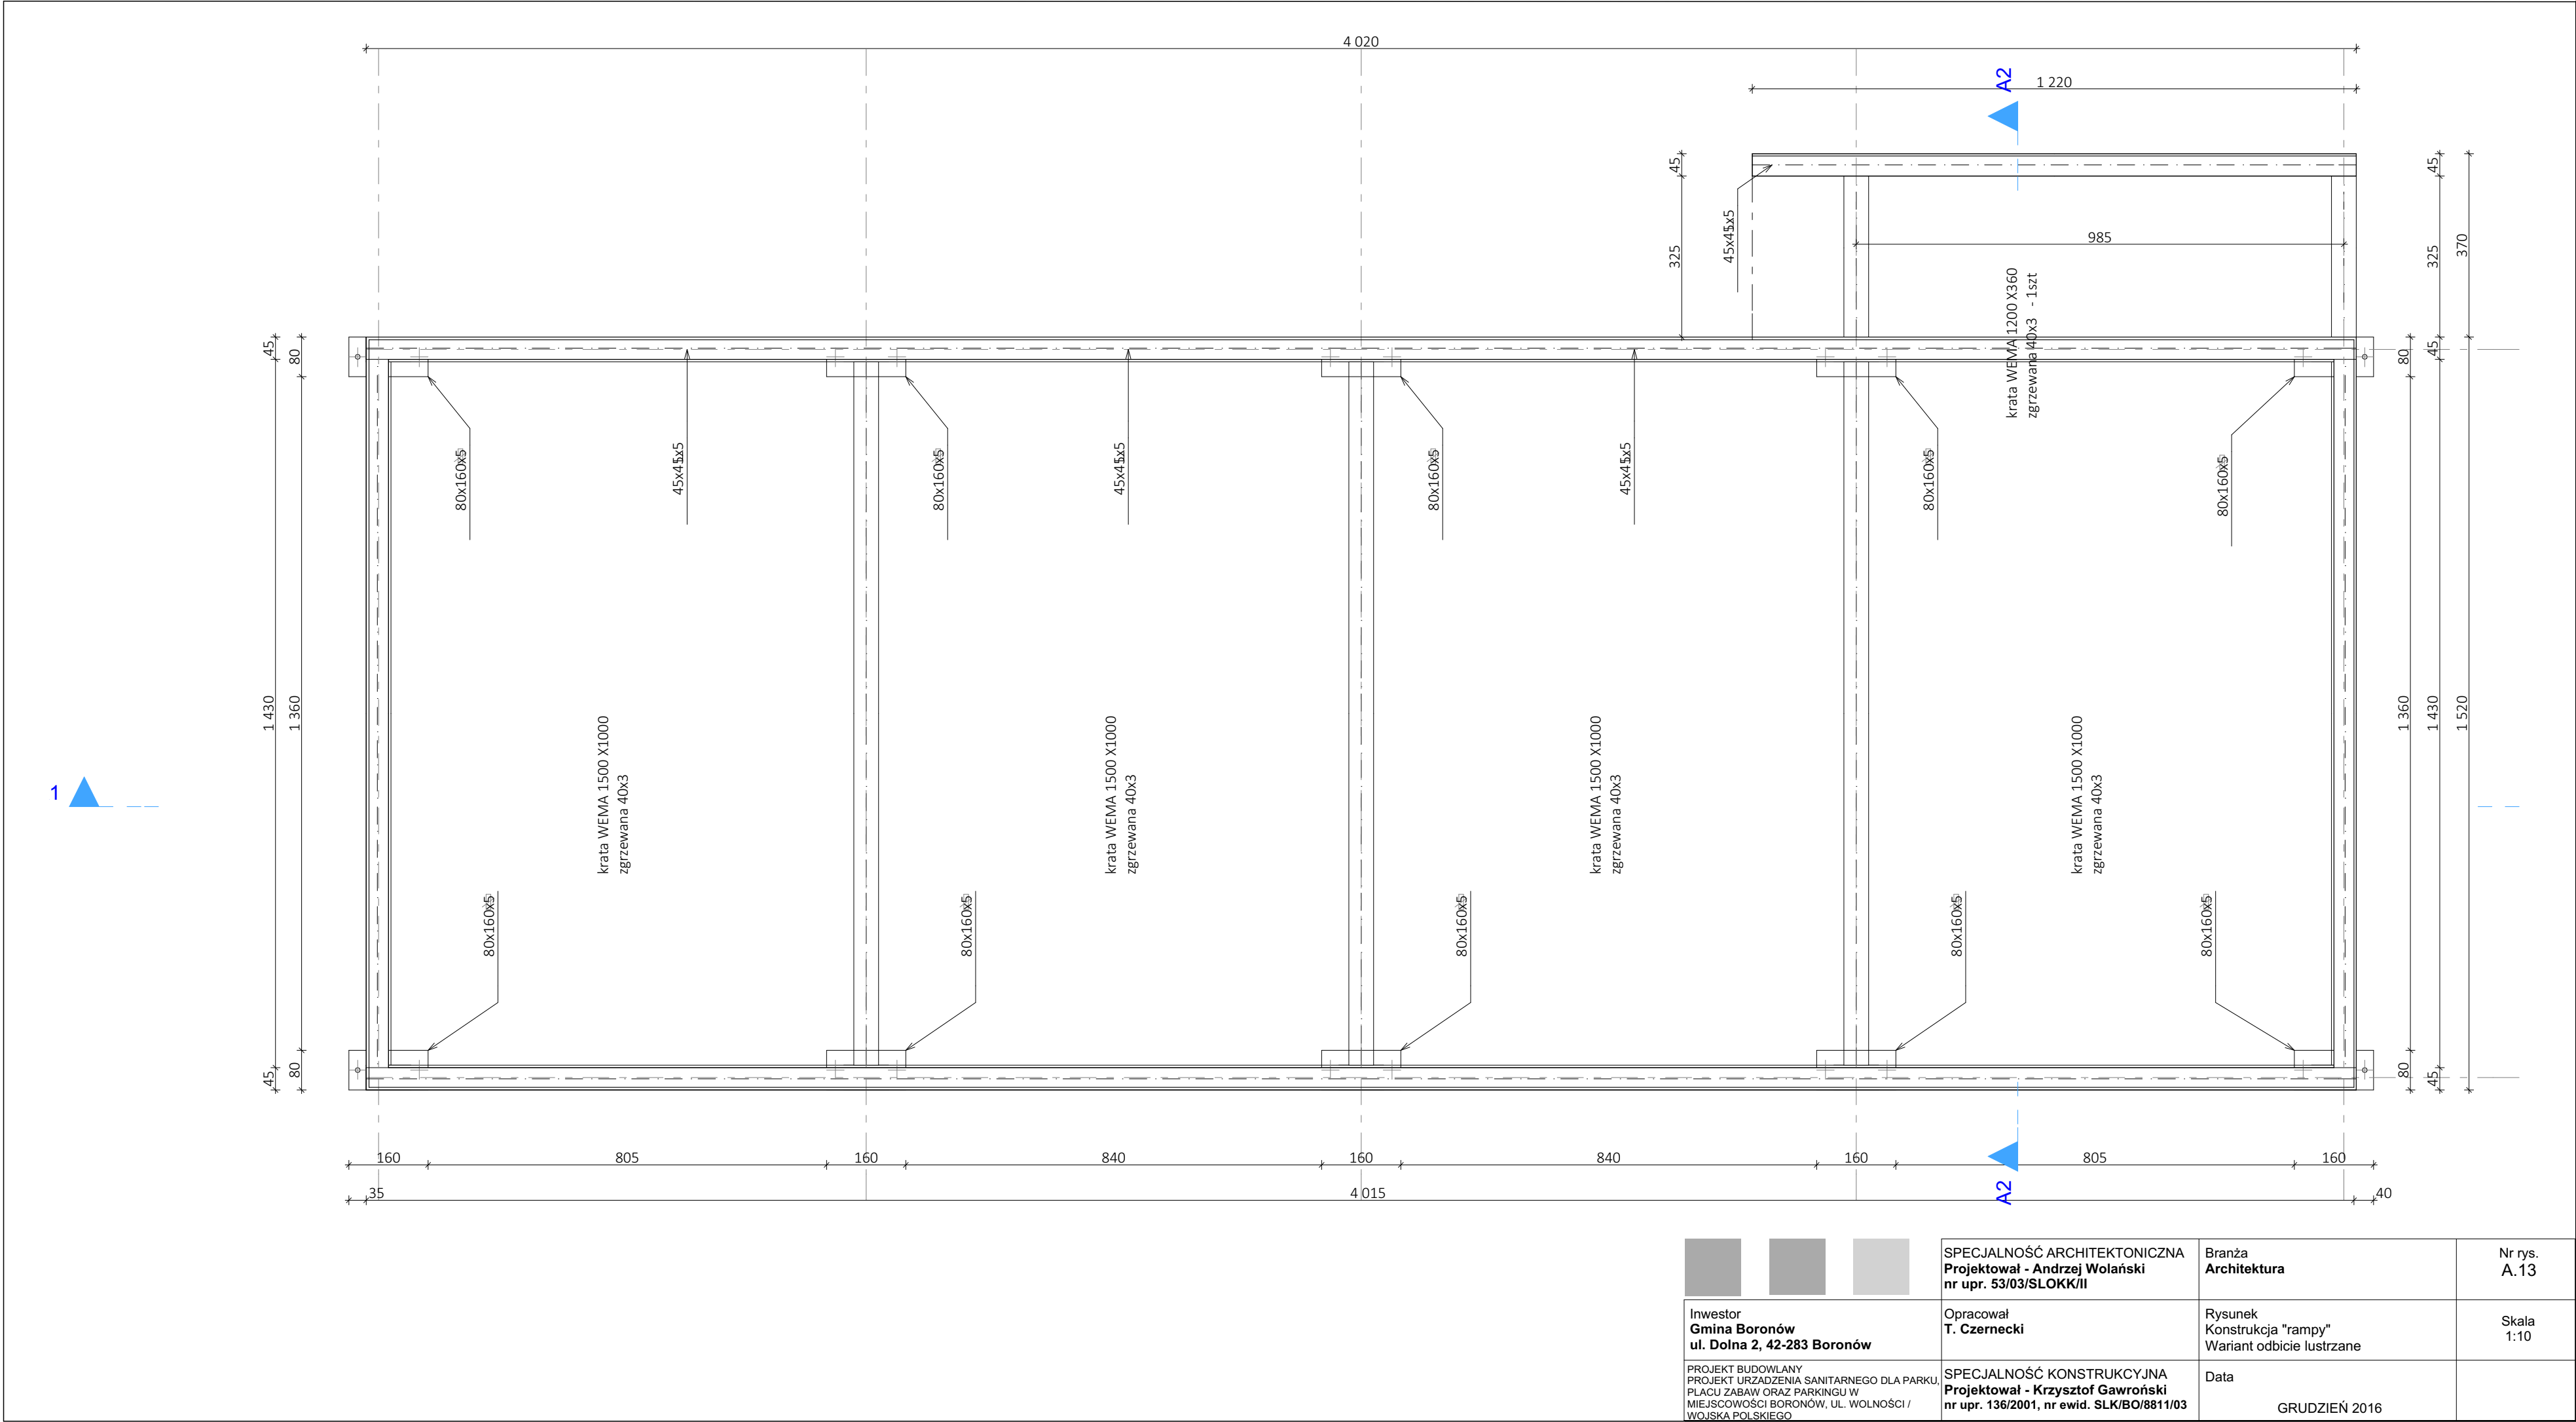 4 020
A2
1 220
45
325
45x45x5
985
krata WEMA 1200 X360
zgrzewana 40x3 - 1szt
45
325
370
45
80
80x160x5
45x45x5
80x160x5
45x45x5
80x160x5
45x45x5
80x160x5
80x160x5
80
45
1 430
1 360
krata WEMA 1500 X1000
zgrzewana 40x3
krata WEMA 1500 X1000
zgrzewana 40x3
krata WEMA 1500 X1000
zgrzewana 40x3
krata WEMA 1500 X1000
zgrzewana 40x3
1 360
1 430
1 520
1
80x160x5
80x160x5
80x160x5
80x160x5
80x160x5
45
80
80
45
160
805
160
840
160
840
160
805
160
35
4 015
40
A2
SPECJALNOŚĆ ARCHITEKTONICZNA
Projektował - Andrzej Wolański
nr upr. 53/03/SLOKK/II
Branża
Architektura
Nr rys.
A.13
Inwestor
Gmina Boronów
ul. Dolna 2, 42-283 Boronów
Opracował
T. Czernecki
Rysunek
Konstrukcja "rampy"
Wariant odbicie lustrzane
Skala
1:10
PROJEKT BUDOWLANY
PROJEKT URZADZENIA SANITARNEGO DLA PARKU,
PLACU ZABAW ORAZ PARKINGU W
MIEJSCOWOŚCI BORONÓW, UL. WOLNOŚCI /
WOJSKA POLSKIEGO
SPECJALNOŚĆ KONSTRUKCYJNA
Projektował - Krzysztof Gawroński
nr upr. 136/2001, nr ewid. SLK/BO/8811/03
Data
GRUDZIEŃ 2016